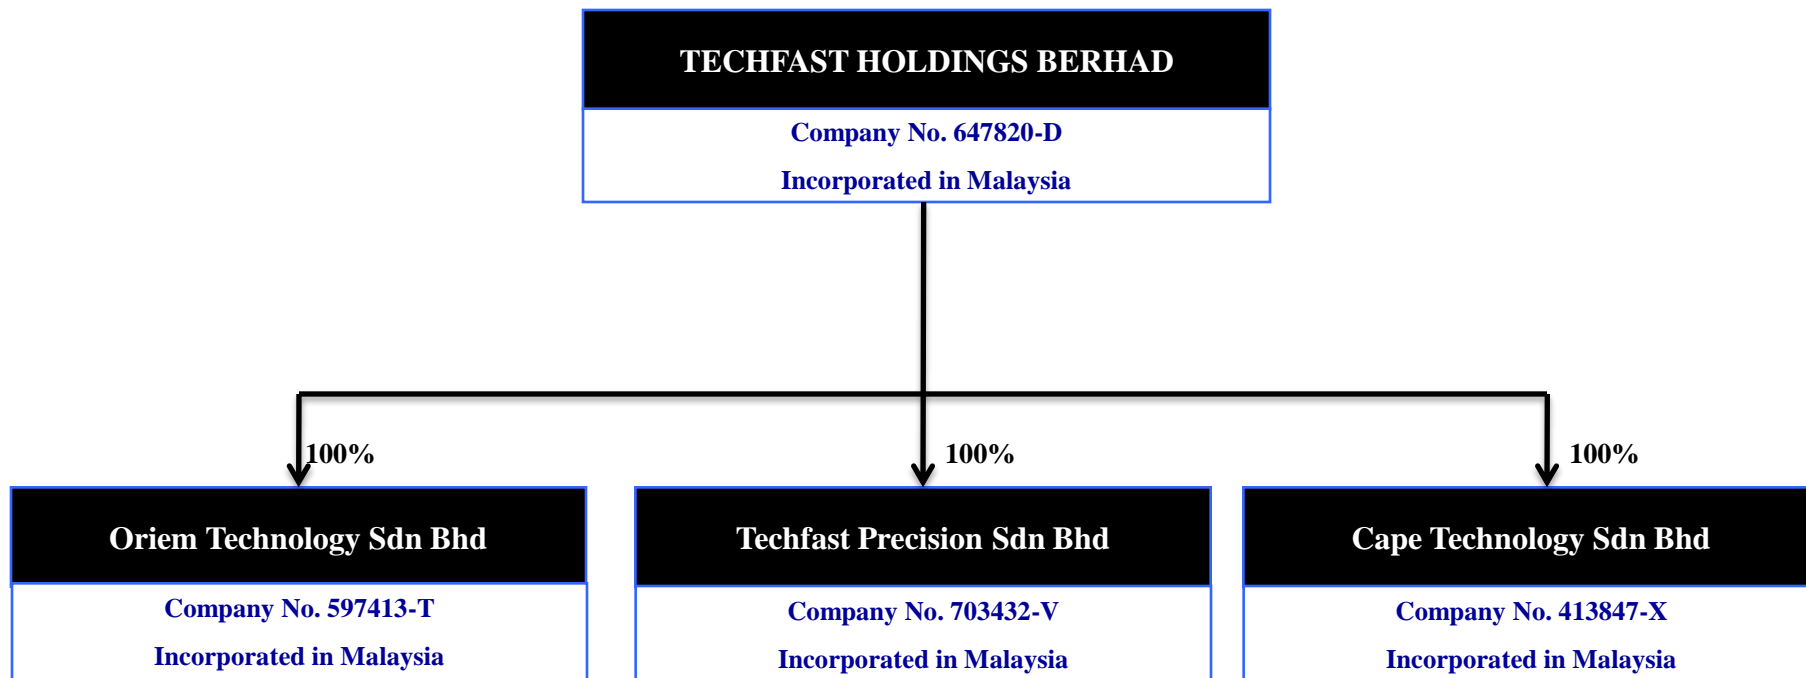 TECHFAST HOLDINGS BERHAD
Company No. 647820-D
Incorporated in Malaysia
100%
100%
100%
Oriem Technology Sdn Bhd
Company No. 597413-T
Incorporated in Malaysia
Techfast Precision Sdn Bhd
Company No. 703432-V
Incorporated in Malaysia
Cape Technology Sdn Bhd
Company No. 413847-X
Incorporated in Malaysia